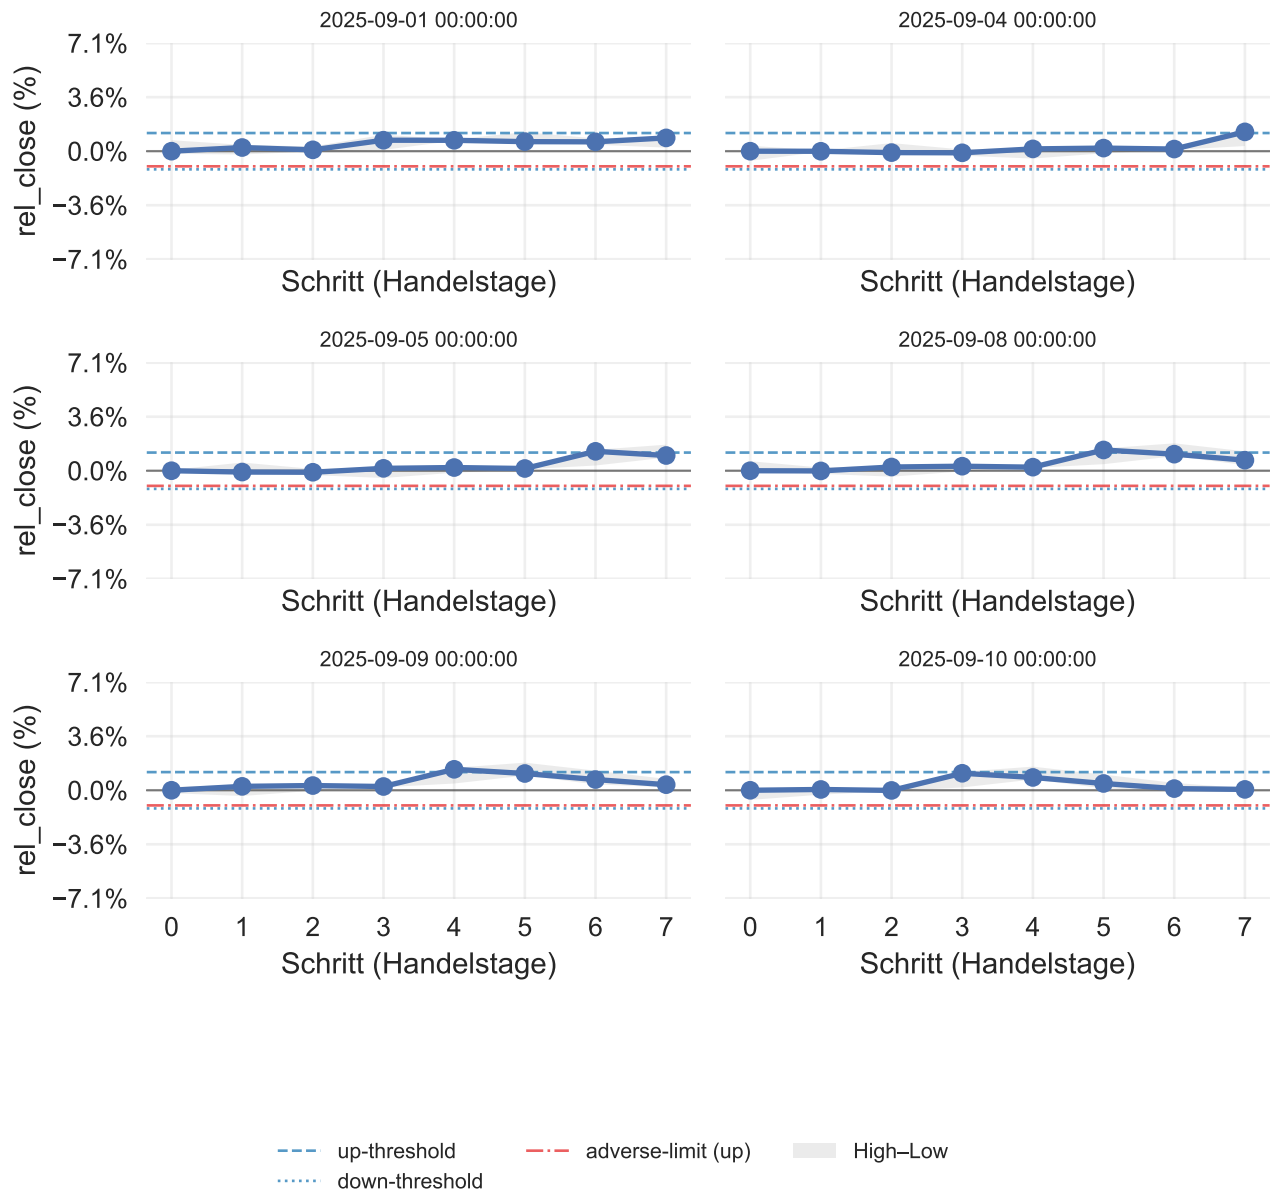 2025-09-01 00:00:00
2025-09-04 00:00:00
7.1%
3.6%
0.0%
−3.6%
−7.1%
rel_close (%)
Schritt (Handelstage)
Schritt (Handelstage)
2025-09-05 00:00:00
2025-09-08 00:00:00
7.1%
3.6%
0.0%
−3.6%
−7.1%
rel_close (%)
Schritt (Handelstage)
Schritt (Handelstage)
2025-09-09 00:00:00
2025-09-10 00:00:00
7.1%
3.6%
0.0%
−3.6%
−7.1%
rel_close (%)
0 1 2 3 4 5 6 7
0 1 2 3 4 5 6 7
Schritt (Handelstage)
Schritt (Handelstage)
up-threshold
adverse-limit (up)
High–Low
down-threshold